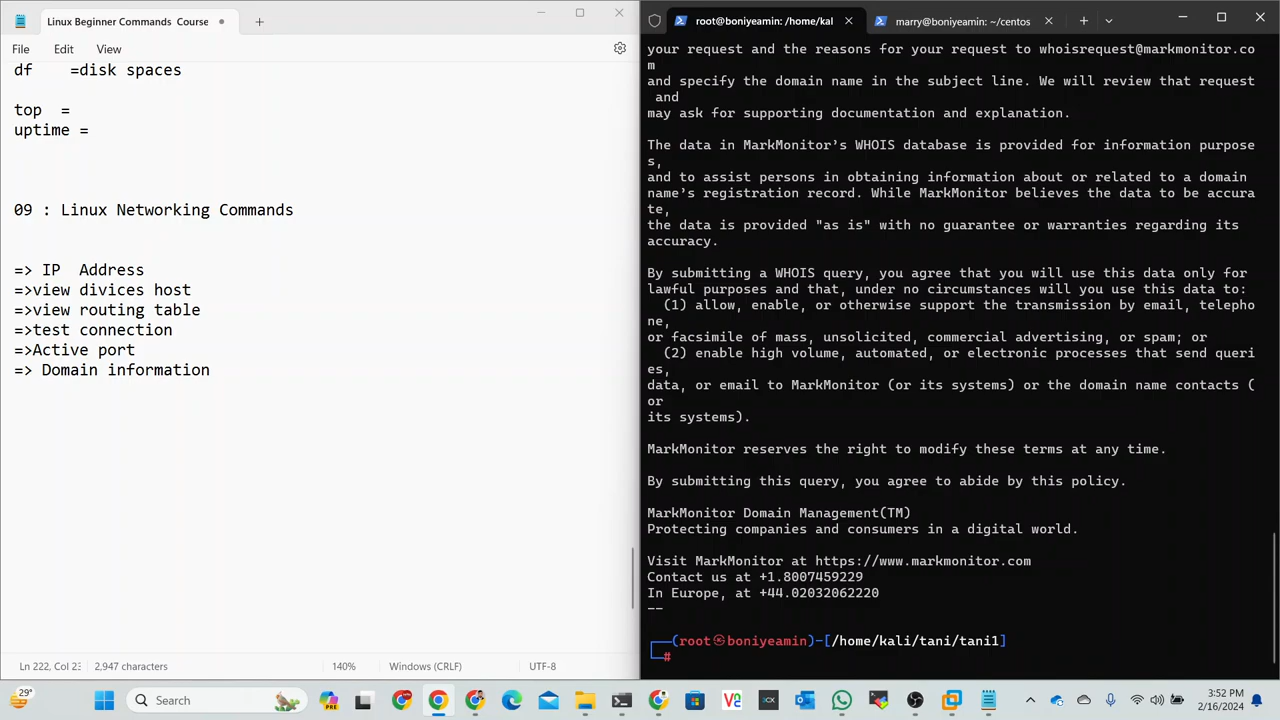 Linux Beginner Commands Course
File Edit View
df =disk spaces
top =
uptime =
09 : Linux Networking Commands
=> IP Address
=>view divices host
=>view routing table
=>test connection
=>Active port
=> Domain information
Ln 222, Col 23
2,947 characters
140%
Windows (CRLF)
UTF-8
root@boniyeamin: /home/kali
marry@boniyeamin: ~/centos
your request and the reasons for your request to whoisrequest@markmonitor.co
m
and specify the domain name in the subject line. We will review that request
and
may ask for supporting documentation and explanation.
The data in MarkMonitor’s WHOIS database is provided for information purpose
s,
and to assist persons in obtaining information about or related to a domain
name’s registration record. While MarkMonitor believes the data to be accura
te,
the data is provided "as is" with no guarantee or warranties regarding its
accuracy.
By submitting a WHOIS query, you agree that you will use this data only for
lawful purposes and that, under no circumstances will you use this data to:
(1) allow, enable, or otherwise support the transmission by email, telepho
ne,
or facsimile of mass, unsolicited, commercial advertising, or spam; or
(2) enable high volume, automated, or electronic processes that send queri
es,
data, or email to MarkMonitor (or its systems) or the domain name contacts (
or
its systems).
MarkMonitor reserves the right to modify these terms at any time.
By submitting this query, you agree to abide by this policy.
MarkMonitor Domain Management(TM)
Protecting companies and consumers in a digital world.
Visit MarkMonitor at https://www.markmonitor.com
Contact us at +1.8007459229
In Europe, at +44.02032062220
--
(root㉿boniyeamin)-[/home/kali/tani/tani1]
#
29°
Search
3:52 PM
2/16/2024